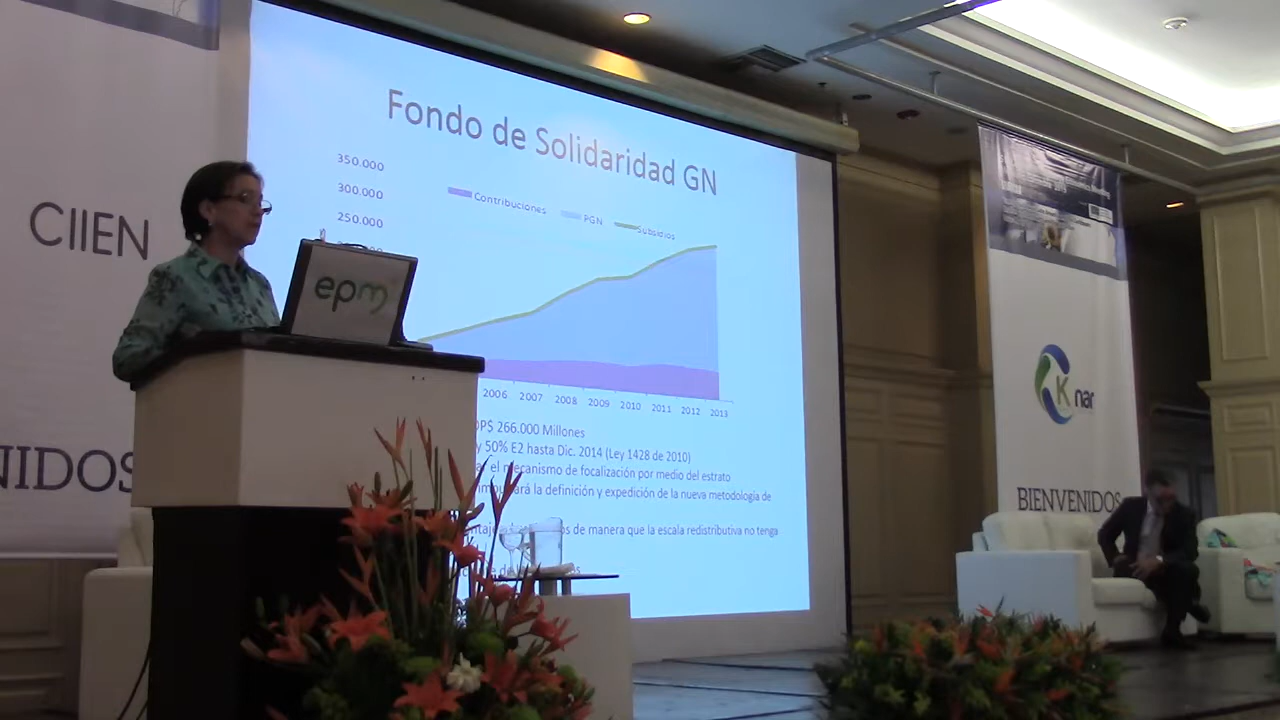 Fondo de Solidaridad GN
350.000
300.000
250.000
Contribuciones PGN Subsidios
2006 2007 2008 2009 2010 2011 2012 2013
266.000 Millones
y 50% E2 hasta Dic. 2014 (Ley 1428 de 2010)
el mecanismo de focalización por medio del estrato
la definición y expedición de la nueva metodología de
de manera que la escala redistributiva no tenga
CIIEN
epm
NIDOS
K nar
BIENVENIDOS